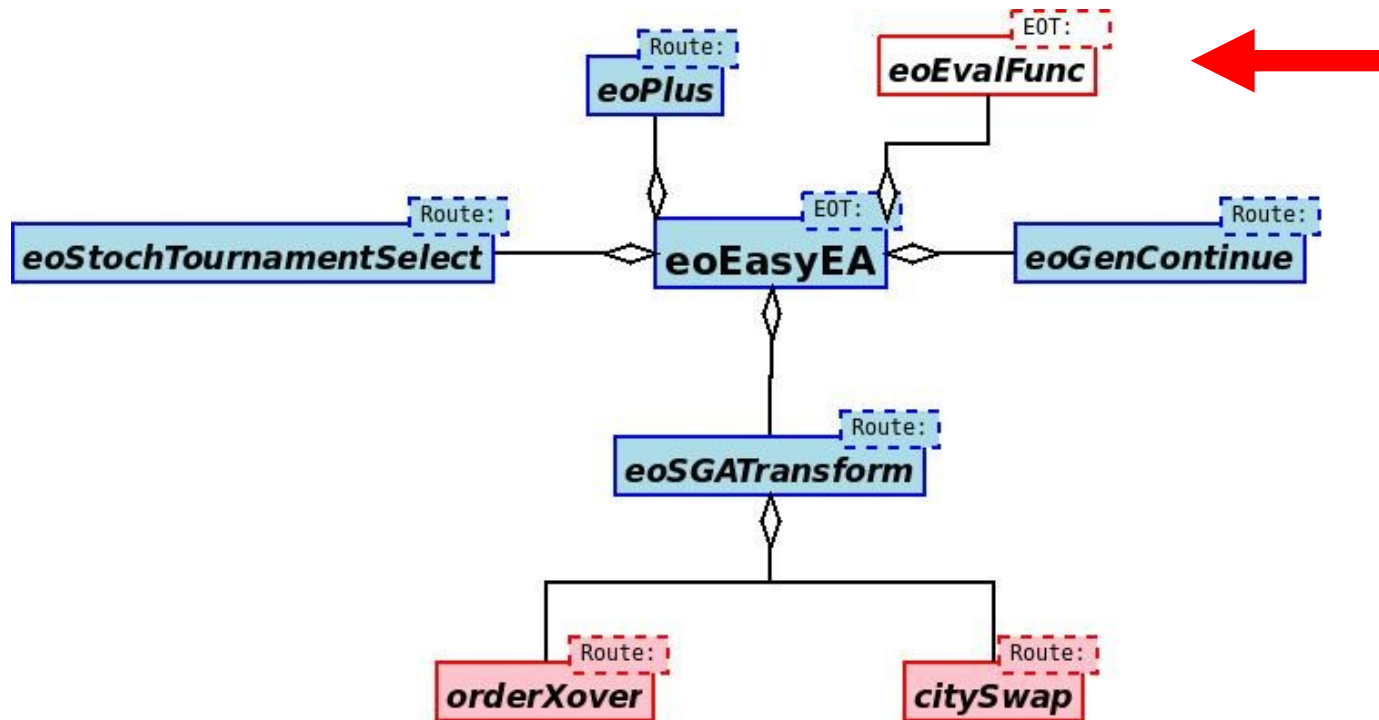 EOT:
eoEvalFunc
Route:
eoPlus
Route:
eoStochTournamentSelect
EOT:
eoEasyEA
Route:
eoGenContinue
Route:
eoSGATransform
Route:
orderXover
Route:
citySwap